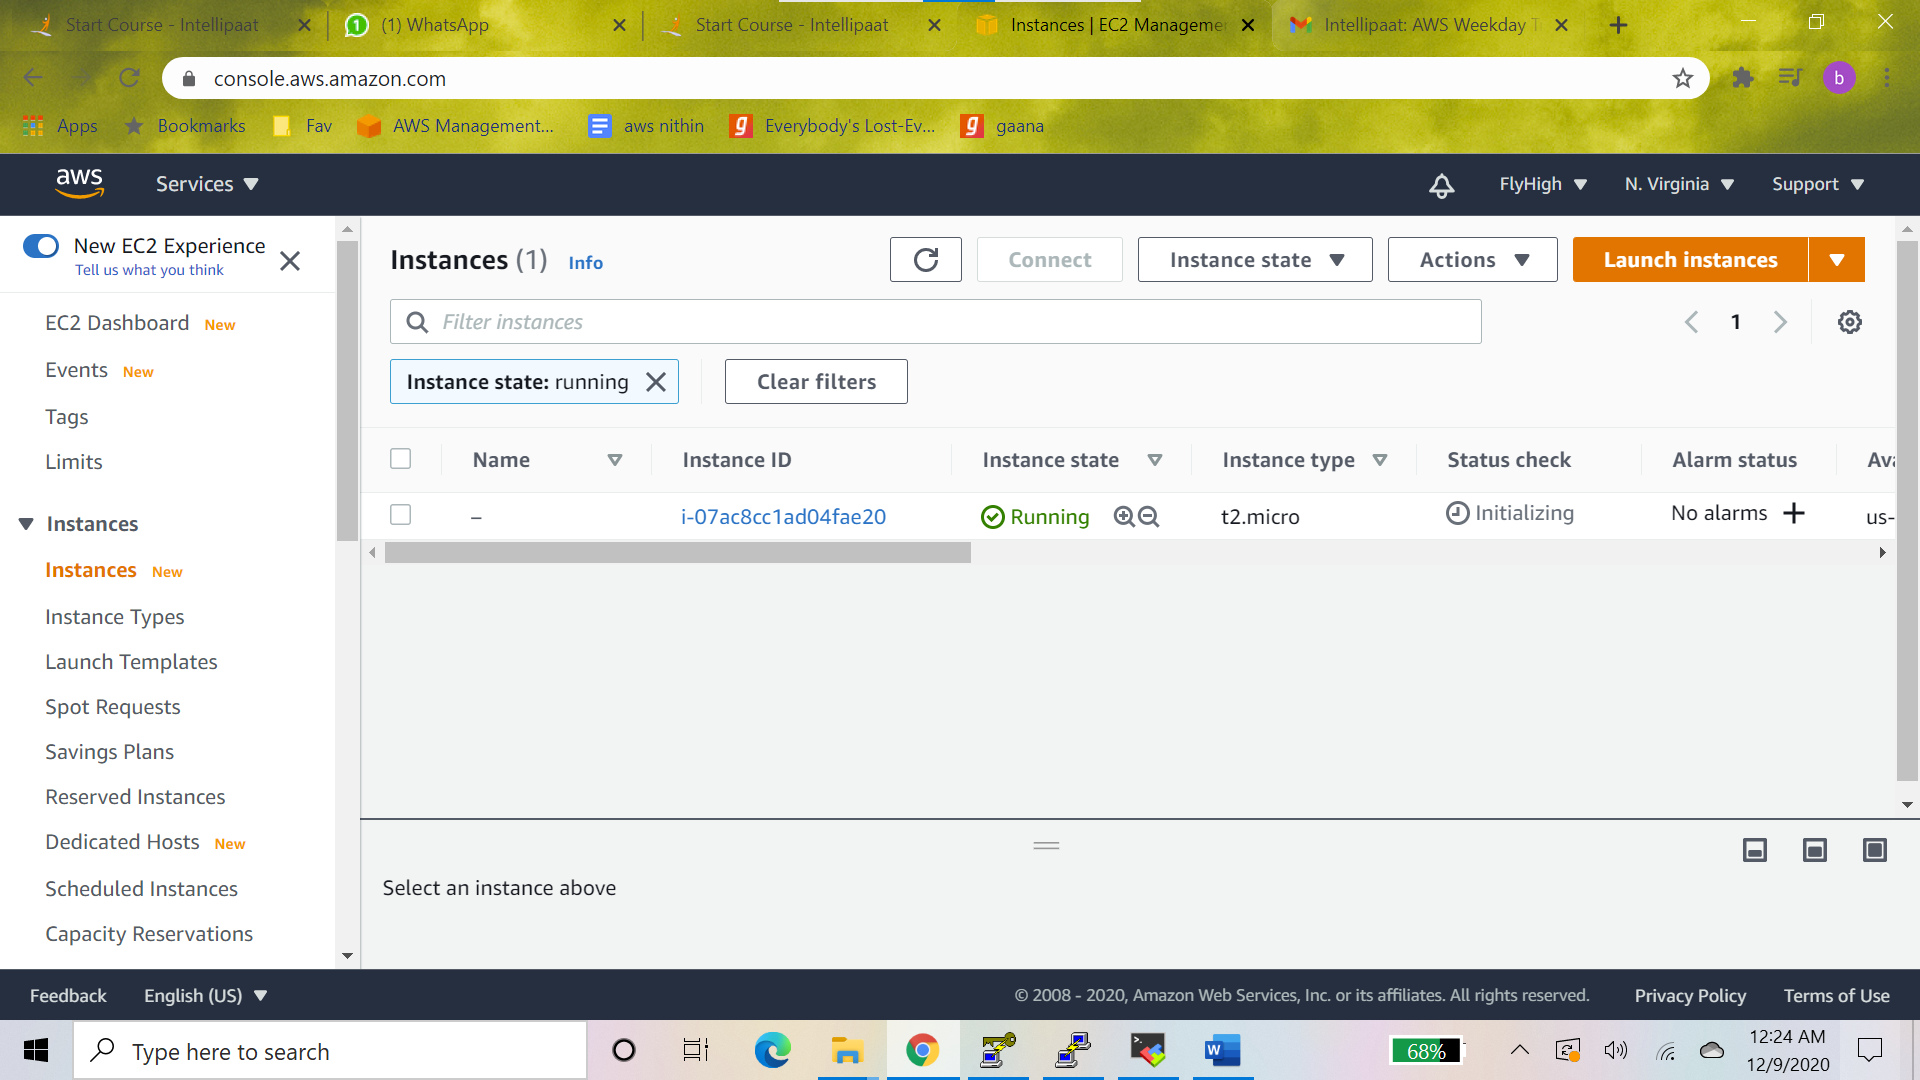 Start Course - Intellipaat
(1) WhatsApp
Start Course - Intellipaat
Instances | EC2 Manageme
Intellipaat: AWS Weekday T
console.aws.amazon.com
b
Apps
Bookmarks
Fav
AWS Management...
aws nithin
Everybody's Lost-Ev...
gaana
aws
Services
FlyHigh
N. Virginia
Support
New EC2 Experience
Tell us what you think
EC2 Dashboard New
Events New
Tags
Limits
Instances
Instances New
Instance Types
Launch Templates
Spot Requests
Savings Plans
Reserved Instances
Dedicated Hosts New
Scheduled Instances
Capacity Reservations
Instances (1) Info
Connect
Instance state
Actions
Launch instances
Filter instances
1
Instance state: running
Clear filters
Name Instance ID Instance state Instance type Status check Alarm status Ava
– i-07ac8cc1ad04fae20 Running t2.micro Initializing No alarms us-
Select an instance above
Feedback
English (US)
© 2008 - 2020, Amazon Web Services, Inc. or its affiliates. All rights reserved.
Privacy Policy
Terms of Use
Type here to search
68%
12:24 AM
12/9/2020